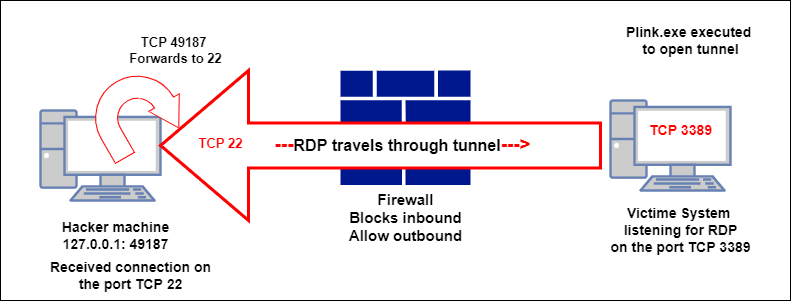 TCP 49187
Forwards to 22
Plink.exe executed
to open tunnel
TCP 22
---RDP travels through tunnel--->
TCP 3389
Firewall
Blocks inbound
Allow outbound
Hacker machine
127.0.0.1: 49187
Received connection on
the port TCP 22
Victime System
listening for RDP
on the port TCP 3389